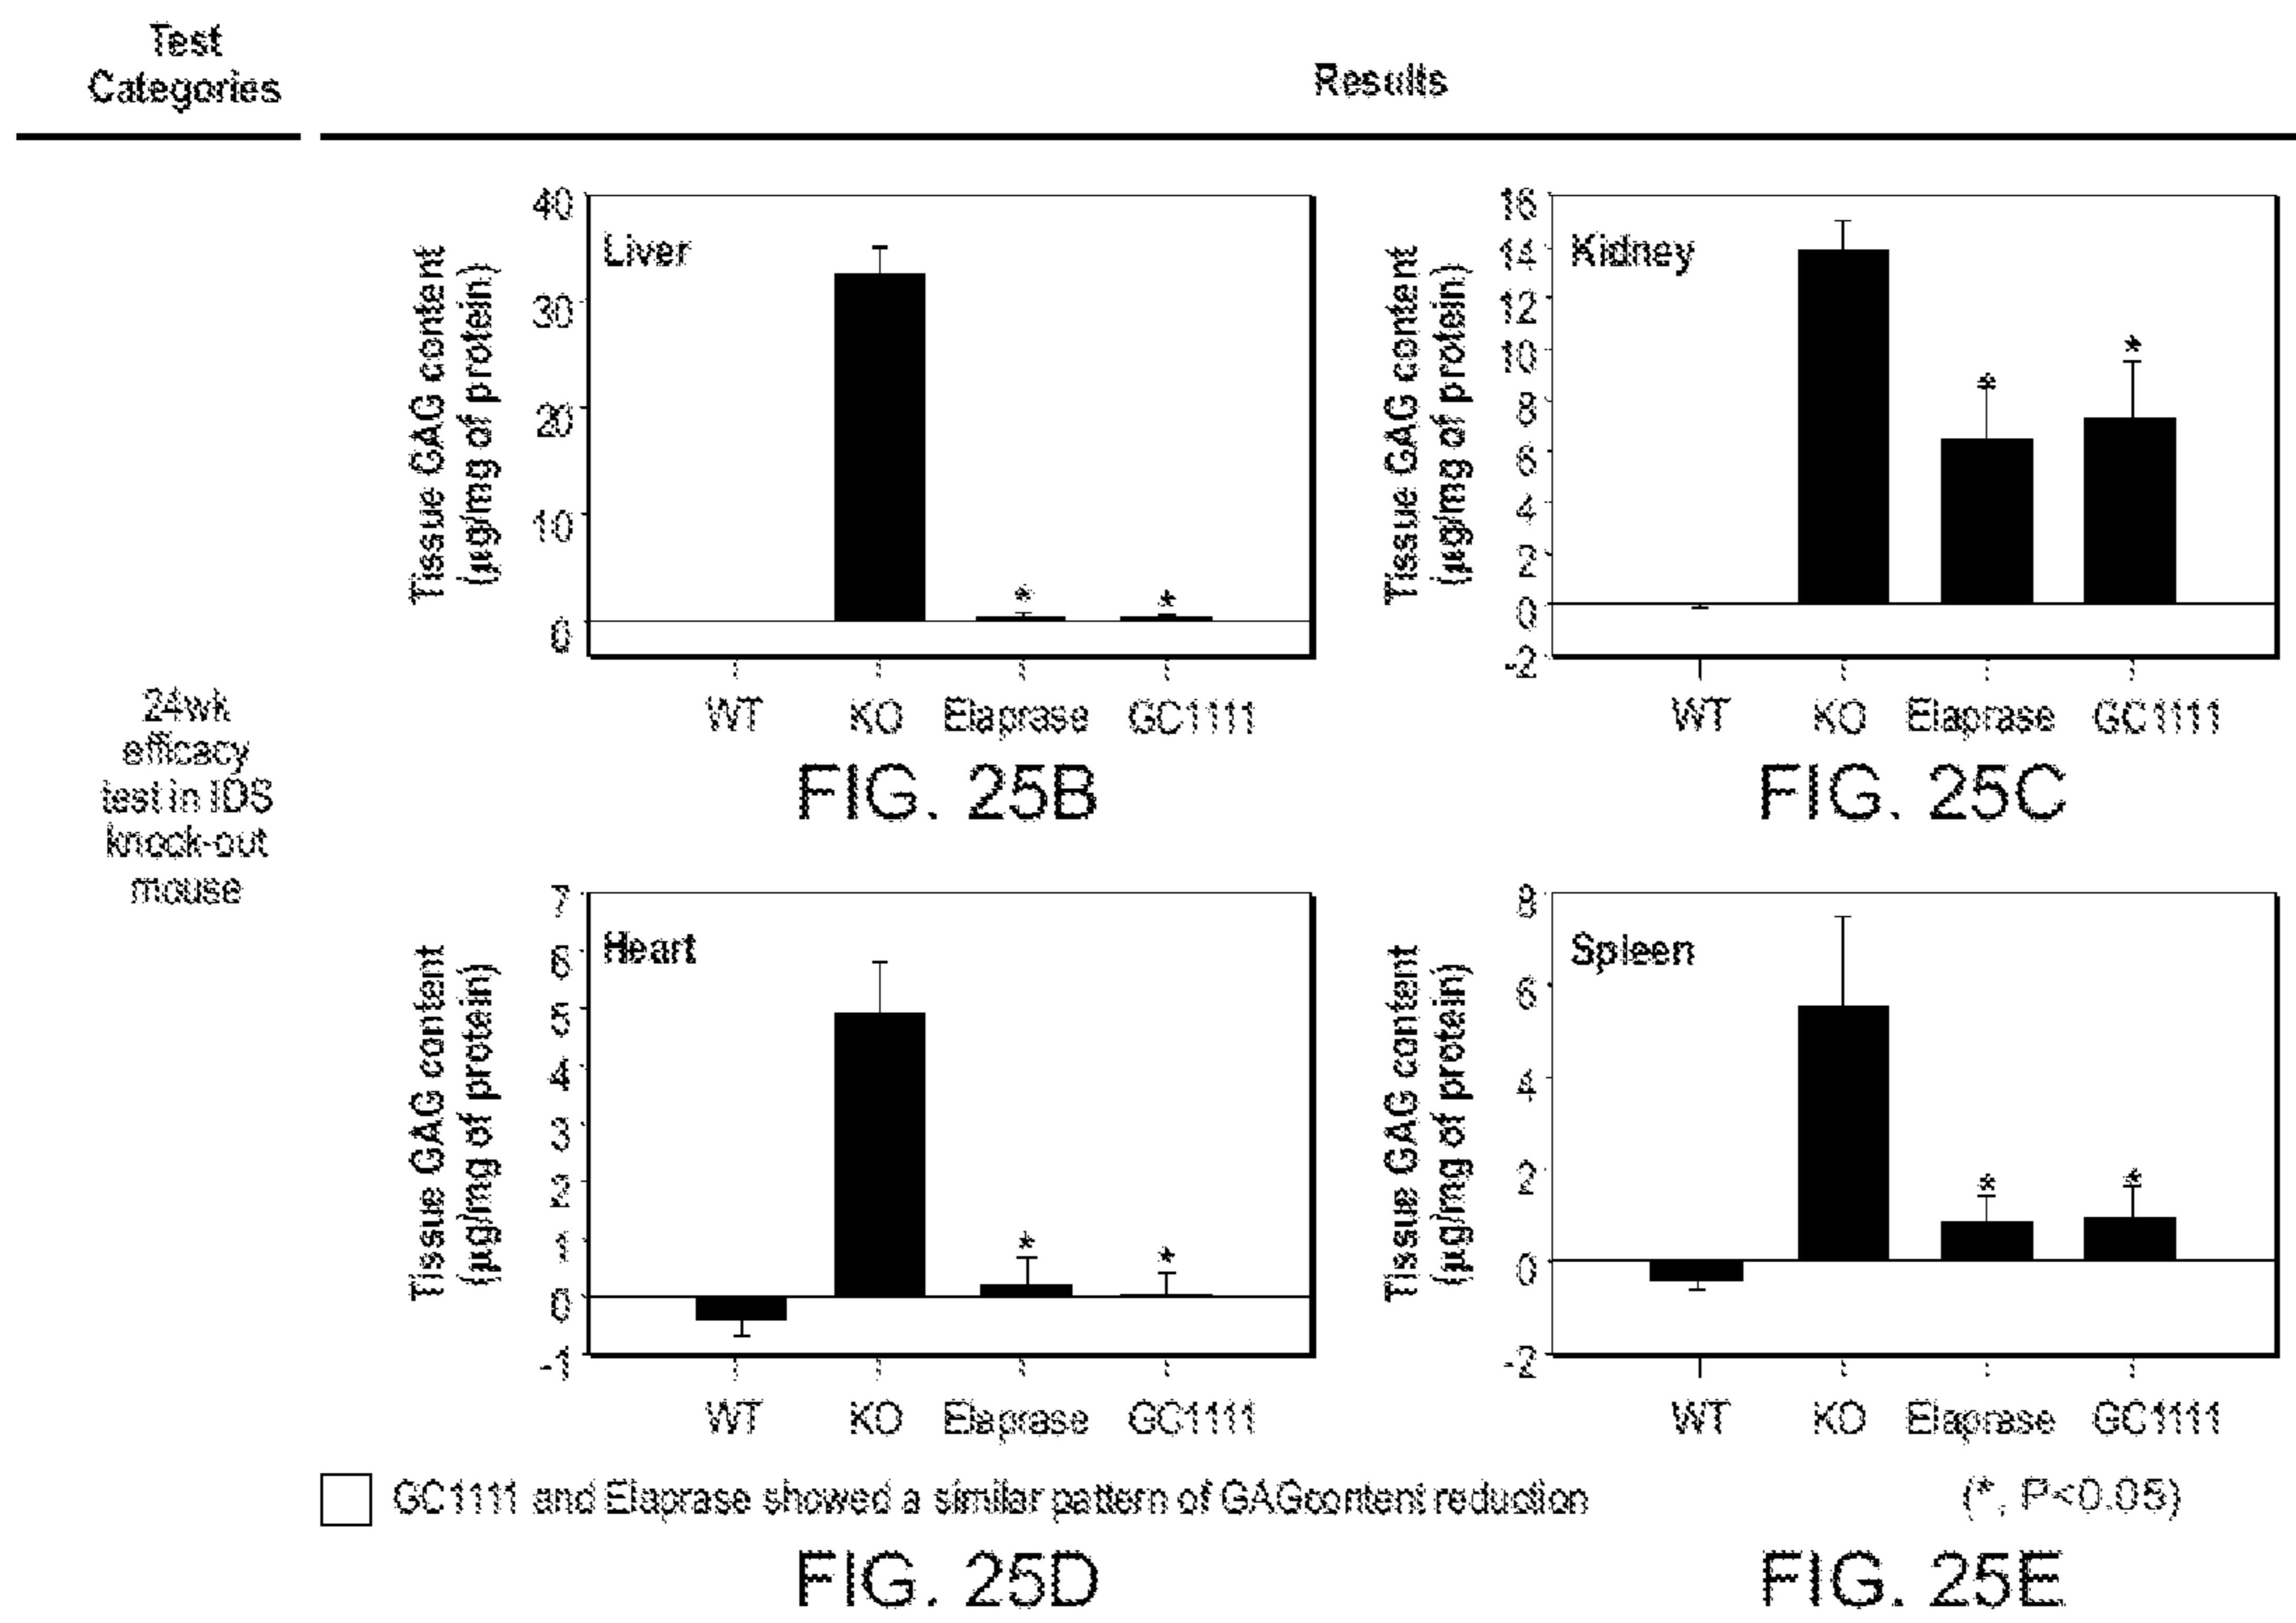 Test
Categories
Results
24wk
efficacy
test in IDS
knock-out
mouse
Tissue GAG content
(µg/mg of protein)
40
30
20
10
0
Liver
WT KO Elaprase GC1111
FIG. 25B
Tissue GAG content
(µg/mg of protein)
16
14
12
10
8
6
4
2
0
-2
Kidney
* *
WT KO Elaprase GC1111
FIG. 25C
Tissue GAG content
(µg/mg of protein)
7
6
5
4
3
2
1
0
-1
Heart
* *
WT KO Elaprase GC1111
Tissue GAG content
(µg/mg of protein)
8
6
4
2
0
-2
Spleen
* *
WT KO Elaprase GC1111
GC1111 and Elaprase showed a similar pattern of GAGcontent reduction
(*, P<0.05)
FIG. 25D
FIG. 25E